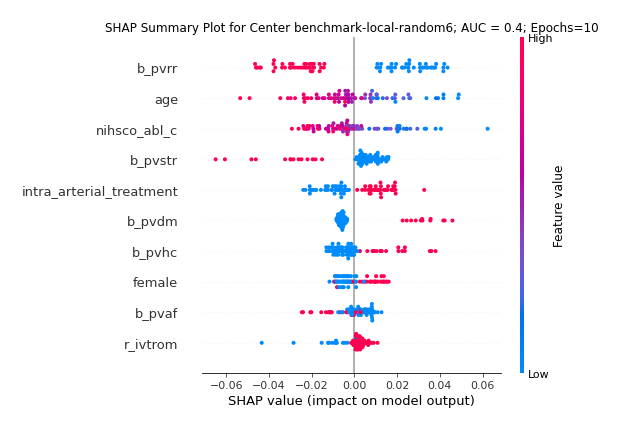 SHAP Summary Plot for Center benchmark-local-random6; AUC = 0.4; Epochs=10
High
b_pvrr
age
nihsco_abl_c
b_pvstr
intra_arterial_treatment
b_pvdm
b_pvhc
female
b_pvaf
r_ivtrom
Feature value
Low
−0.06 −0.04 −0.02 0.00 0.02 0.04 0.06
SHAP value (impact on model output)